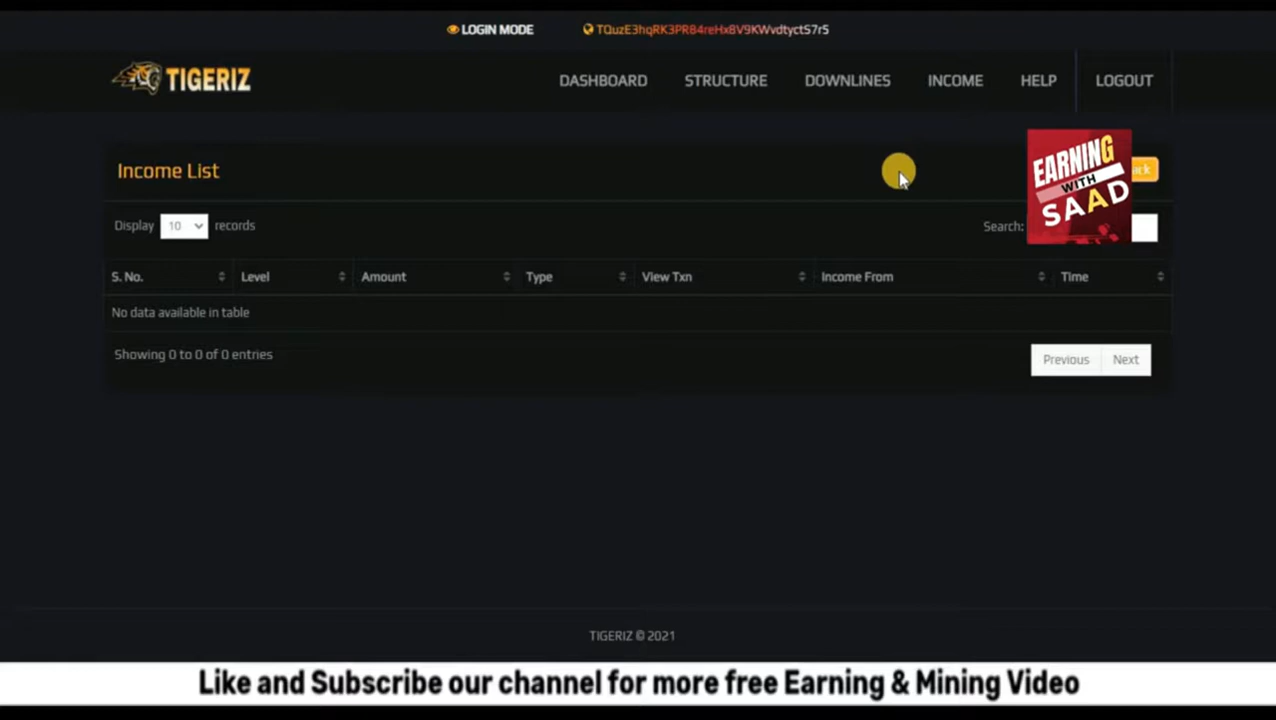 LOGIN MODE TQuzE3hqRK3PR84reHx8V9KWvdtyctS7r5
TIGERIZ DASHBOARD STRUCTURE DOWNLINES INCOME HELP LOGOUT
Income List
EARNING
WITH
SAAD
Display 10 records Search:
S. No. Level Amount Type View Txn Income From Time
No data available in table
Showing 0 to 0 of 0 entries Previous Next
TIGERIZ © 2021
Like and Subscribe our channel for more free Earning & Mining Video